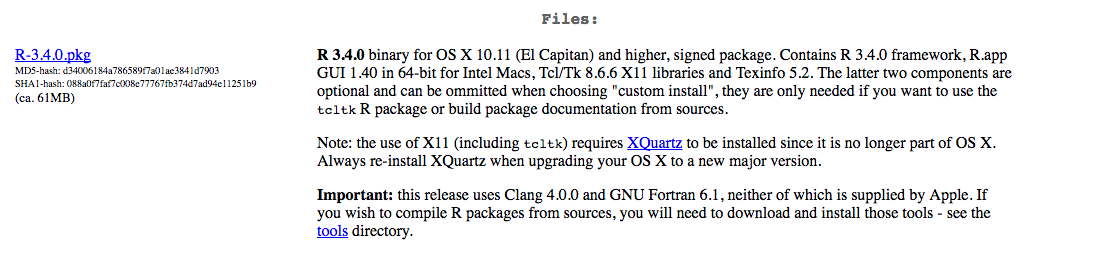 Files:
R-3.4.0.pkg
MD5-hash: d34006184a786589f7a01ae3841d7903
SHA1-hash: 088a0f7faf7c008e77767fb374d7ad94e11251b9
(ca. 61MB)
R 3.4.0 binary for OS X 10.11 (El Capitan) and higher, signed package. Contains R 3.4.0 framework, R.app
GUI 1.40 in 64-bit for Intel Macs, Tcl/Tk 8.6.6 X11 libraries and Texinfo 5.2. The latter two components are
optional and can be ommitted when choosing "custom install", they are only needed if you want to use the
tcltk R package or build package documentation from sources.
Note: the use of X11 (including tcltk) requires XQuartz to be installed since it is no longer part of OS X.
Always re-install XQuartz when upgrading your OS X to a new major version.
Important: this release uses Clang 4.0.0 and GNU Fortran 6.1, neither of which is supplied by Apple. If
you wish to compile R packages from sources, you will need to download and install those tools - see the
tools directory.